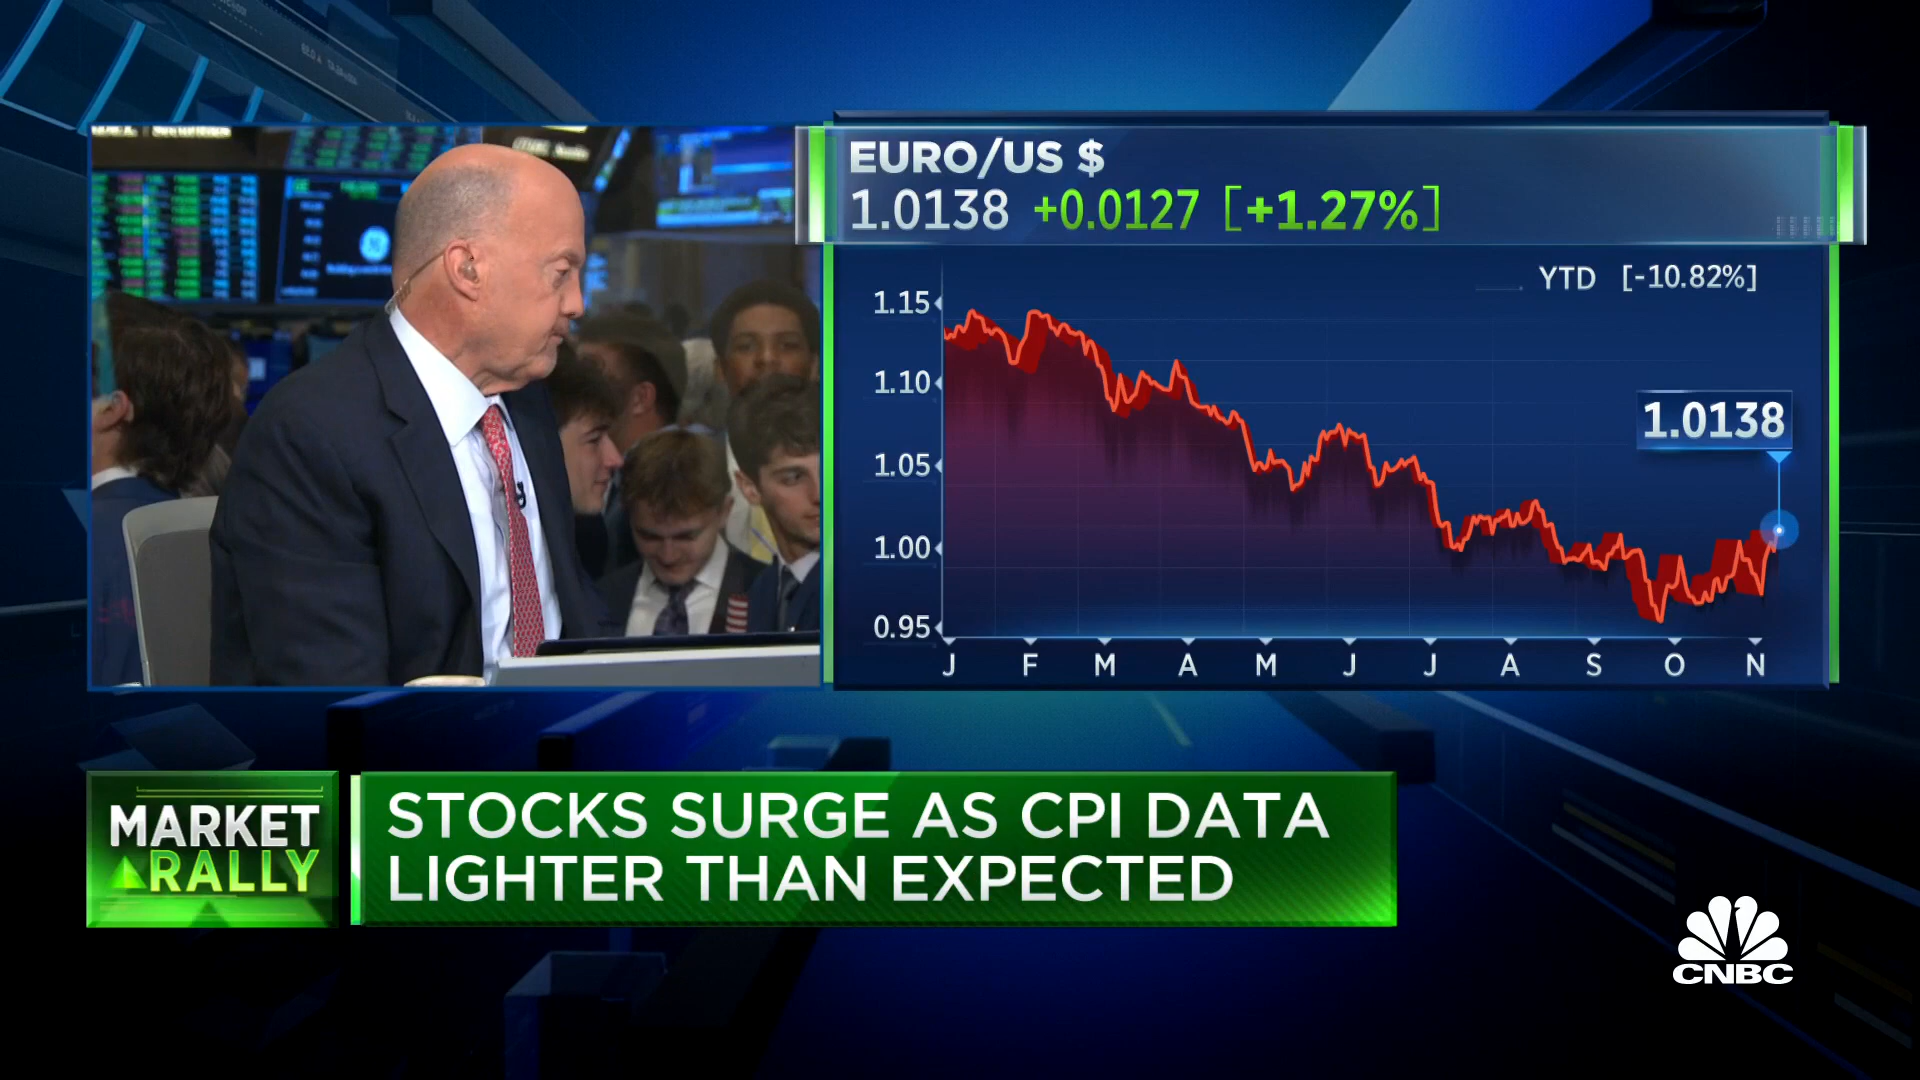 EURO/US $
1.0138 +0.0127 [+1.27%]
YTD [-10.82%]
1.15
1.10
1.05
1.00
0.95
1.0138
J F M A M J J A S O N
MARKET
RALLY
STOCKS SURGE AS CPI DATA
LIGHTER THAN EXPECTED
CNBC